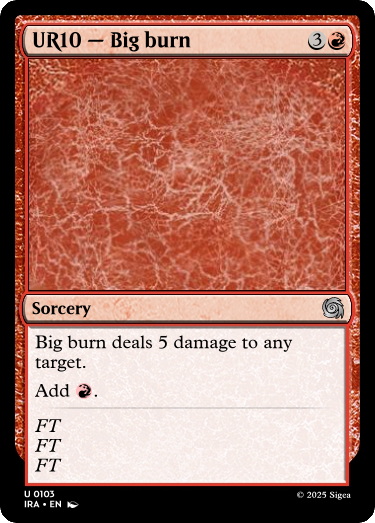 UR10 — Big burn 3
Sorcery
Big burn deals 5 damage to any
target.
Add .
FT
FT
FT
U 0103
IRA • EN
© 2025 Sigea